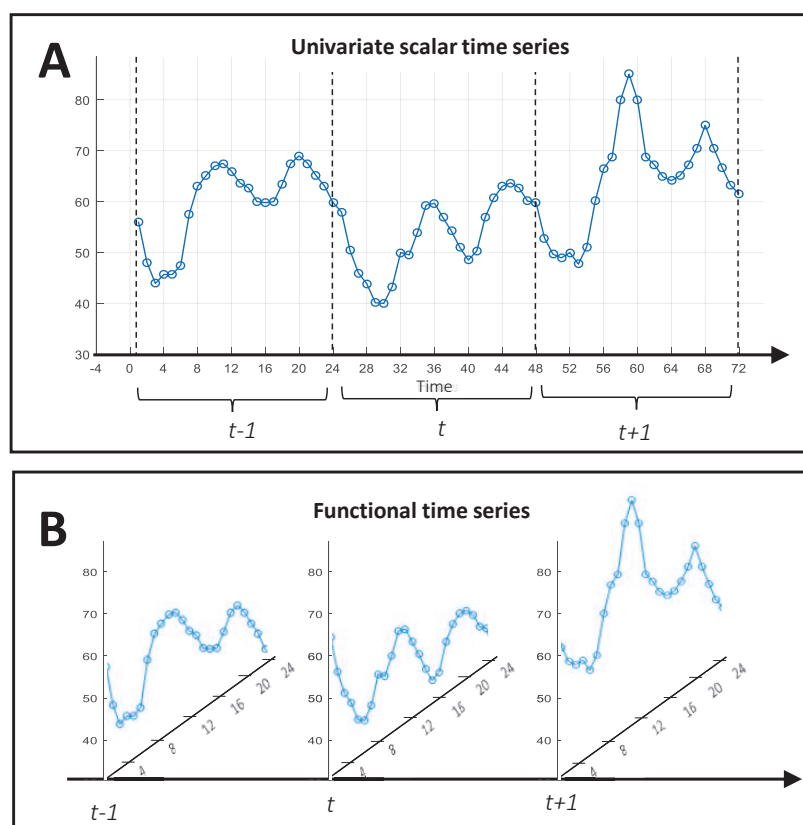 A
Univariate scalar time series
80
70
60
50
40
30
-4 0 4 8 12 16 20 24 28 32 36 40 44 48 52 56 60 64 68 72
Time
t-1 t t+1
B
Functional time series
80 80 80
70 70 70
60 60 60
50 50 50
40 40 40
4 8 12 16 20 24 4 8 12 16 20 24 4 8 12 16 20 24
t-1 t t+1